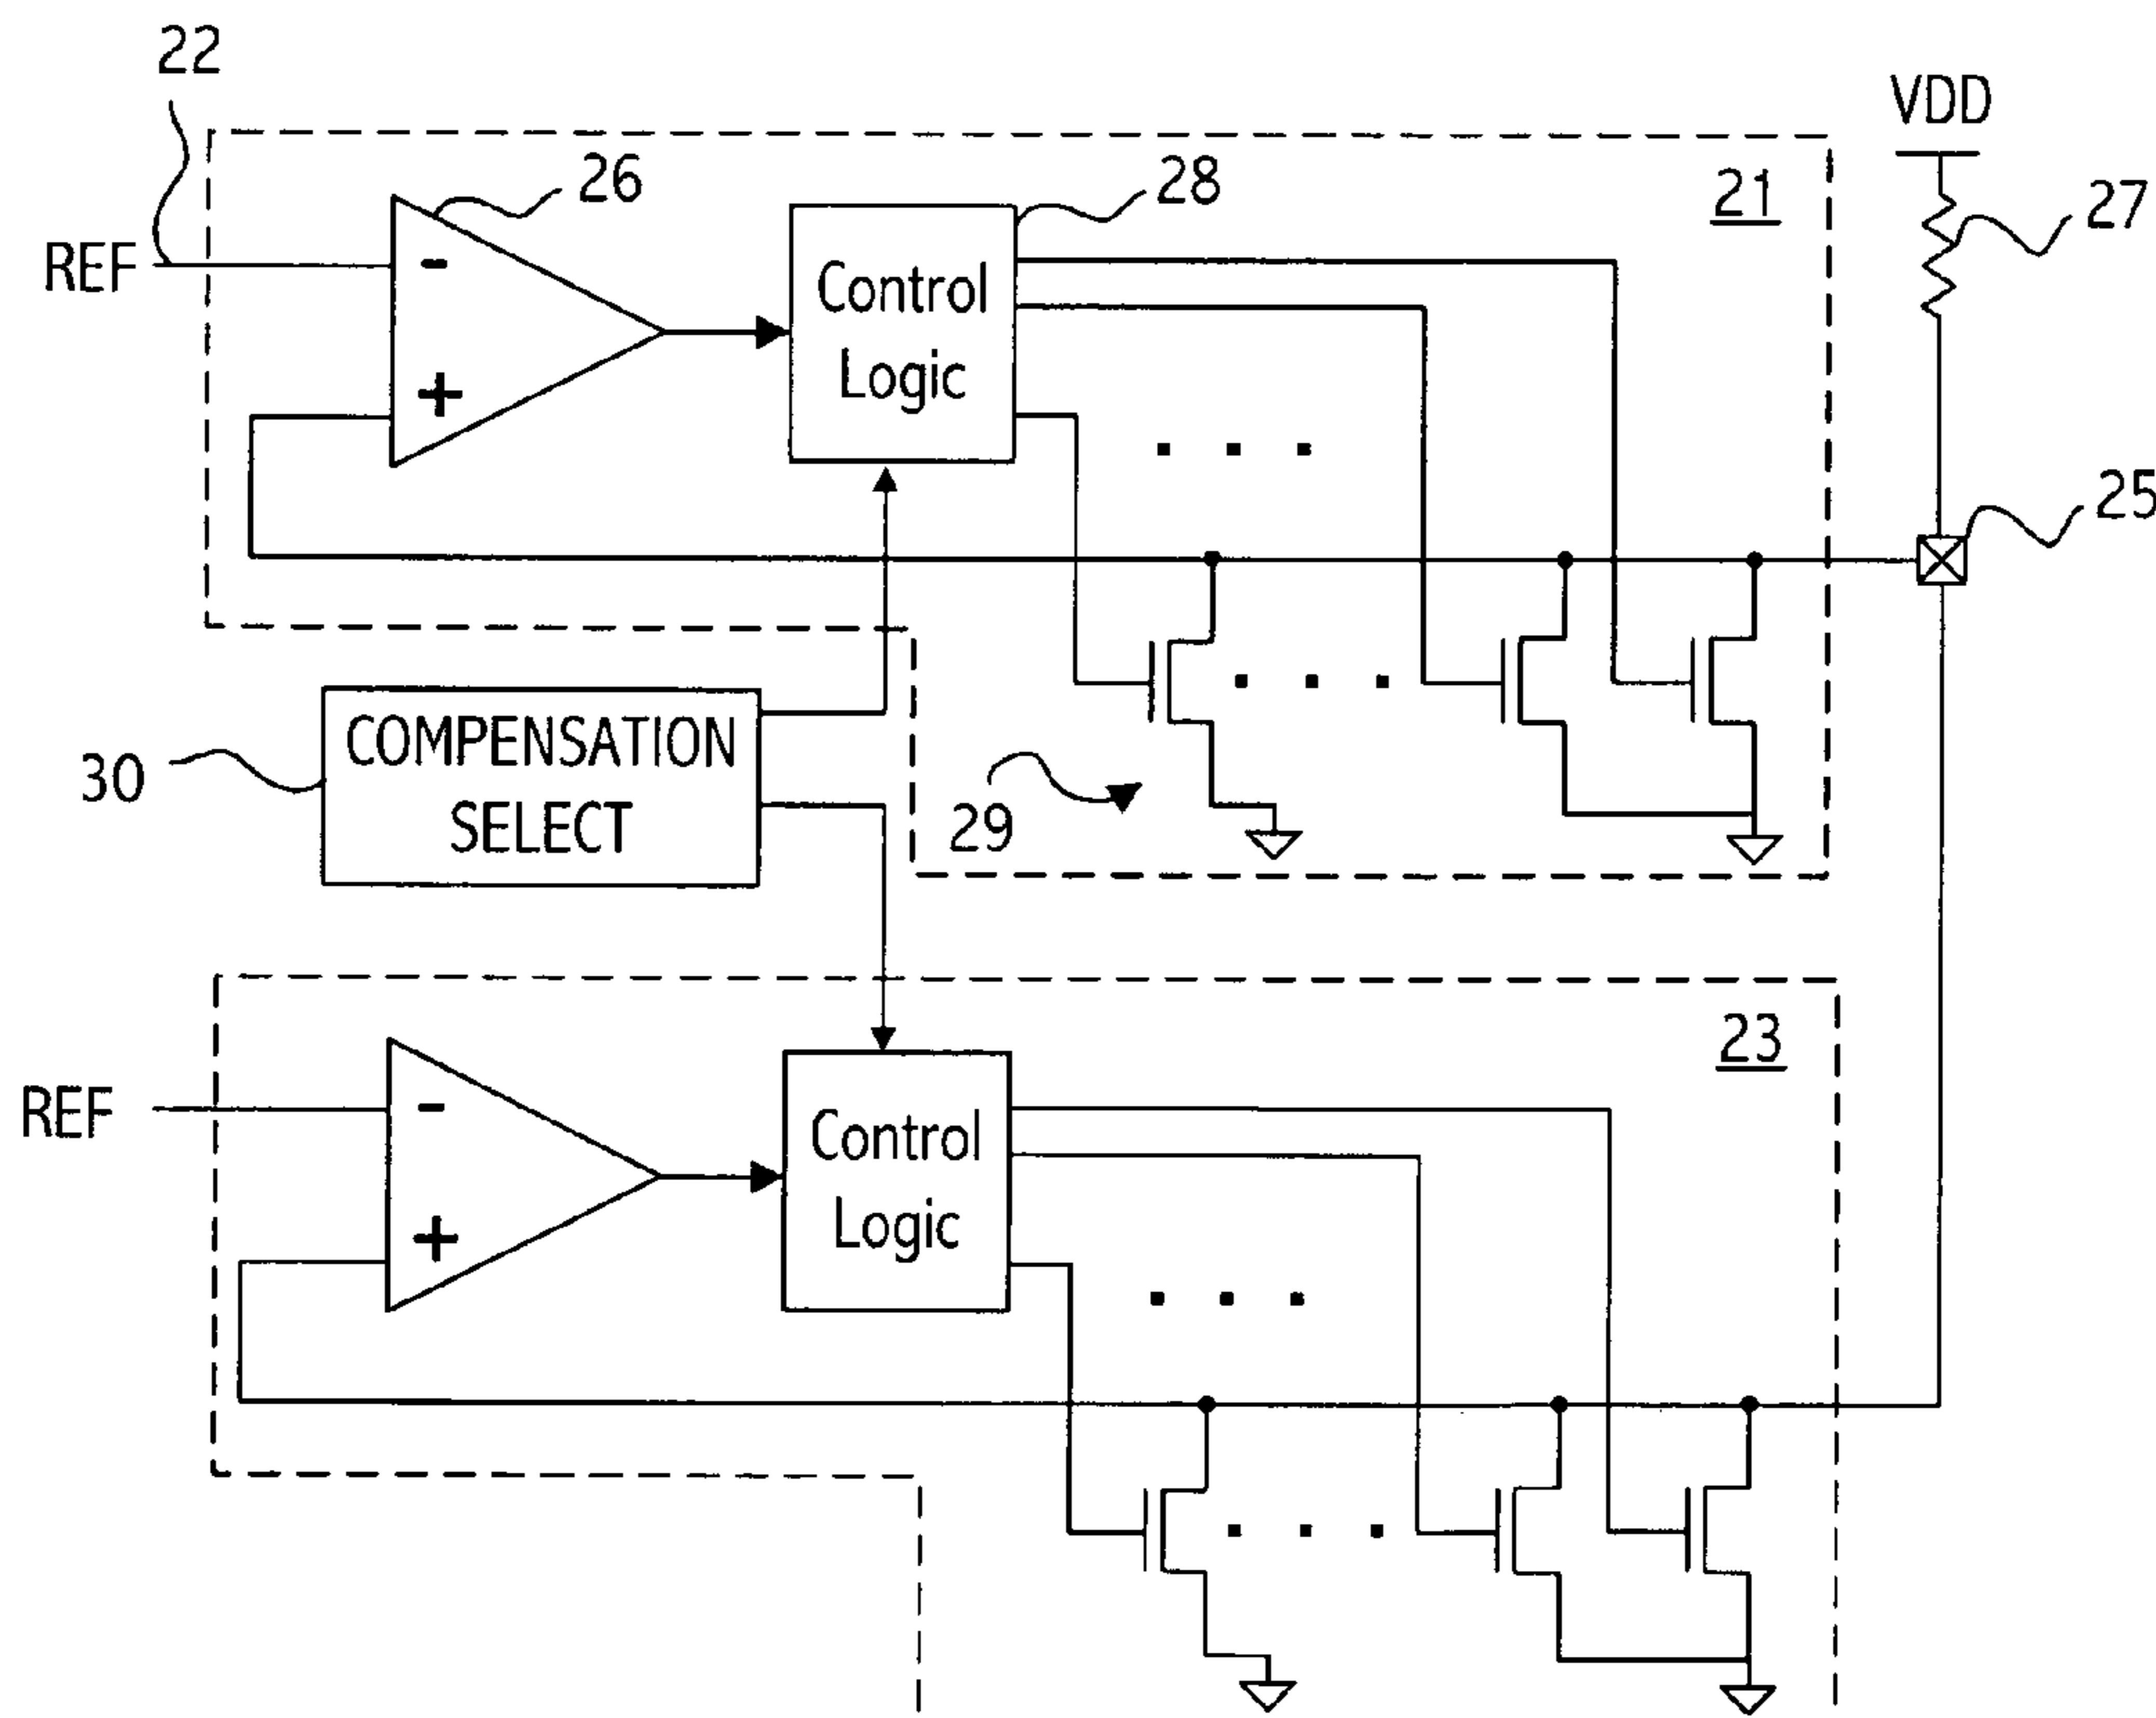 22
VDD
26
28
21
27
REF
-
Control
Logic
+
25
COMPENSATION
SELECT
30
29
23
REF
-
Control
Logic
+